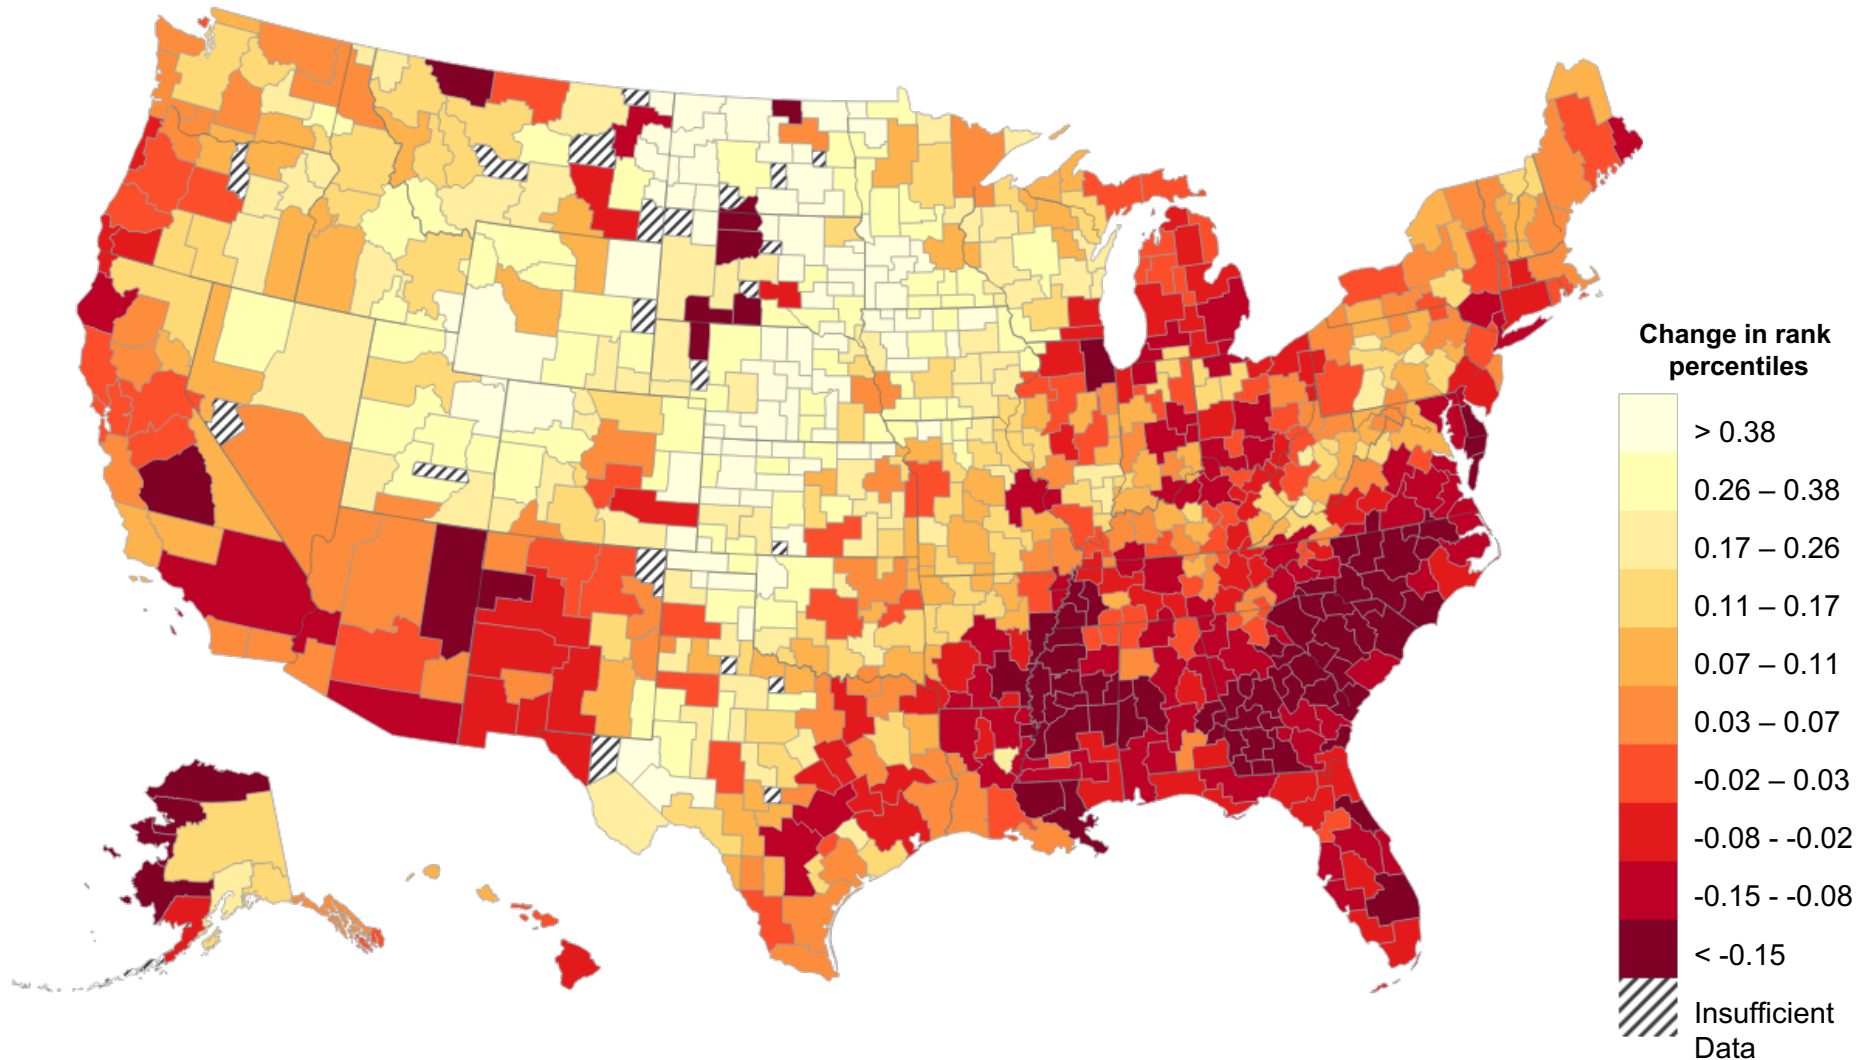 Change in rank
percentiles
> 0.38
0.26 – 0.38
0.17 – 0.26
0.11 – 0.17
0.07 – 0.11
0.03 – 0.07
-0.02 – 0.03
-0.08 - -0.02
-0.15 - -0.08
< -0.15
Insufficient
Data